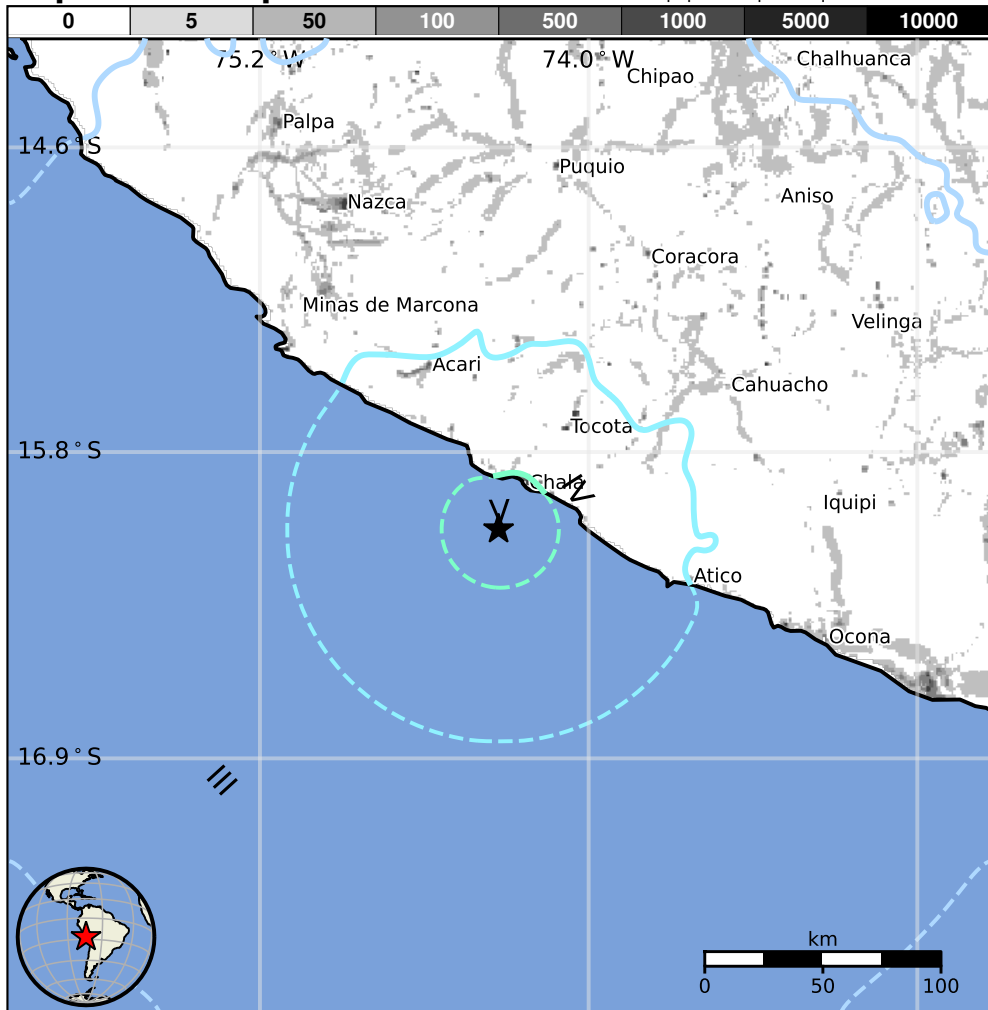 0 5 50 100 500 1000 5000 10000
75.2°W 74.0°W Chalhuanca
Chipao
Palpa
14.6°S
Puquio
Aniso
Nazca
Coracora
Minas de Marcona
Velinga
Acari
Cahuacho
Tocota
15.8°S
Chala
IV
Iquipi
V
Atico
Ocona
16.9°S
III
km
0 50 100